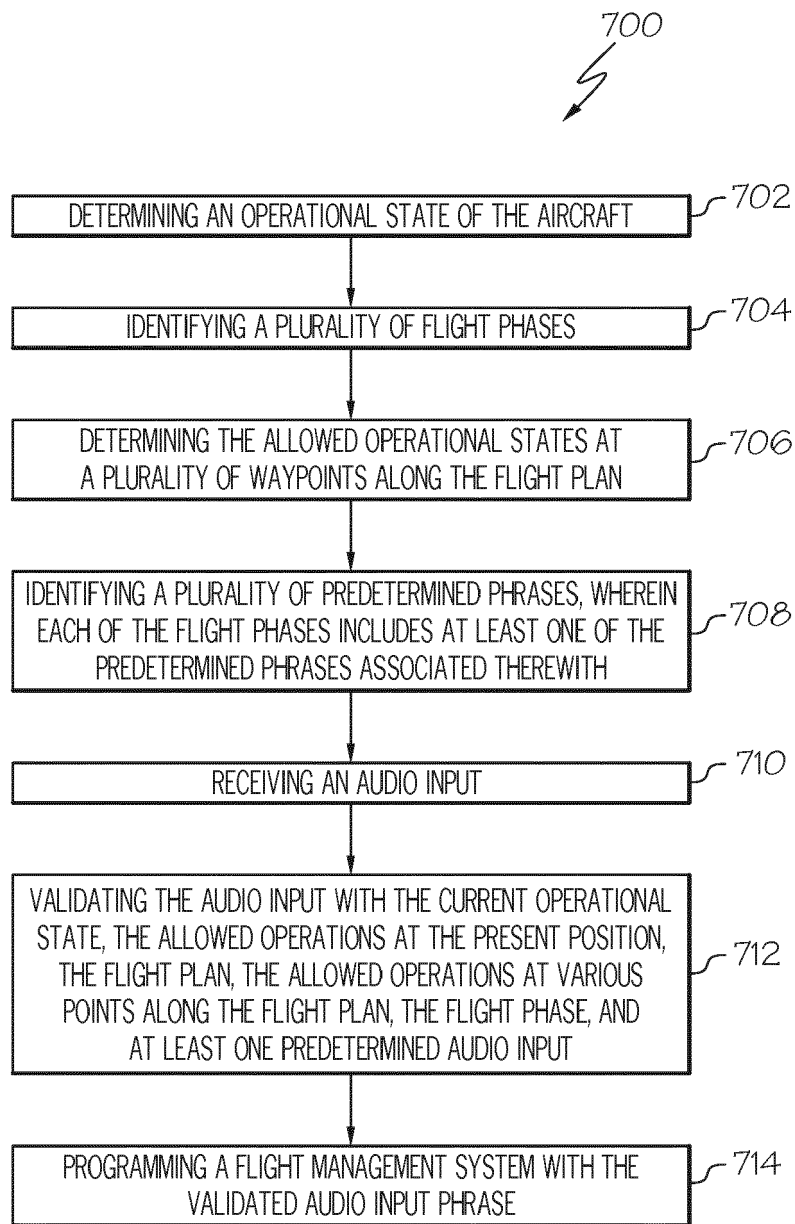 700
DETERMINING AN OPERATIONAL STATE OF THE AIRCRAFT
702
IDENTIFYING A PLURALITY OF FLIGHT PHASES
704
DETERMINING THE ALLOWED OPERATIONAL STATES AT
A PLURALITY OF WAYPOINTS ALONG THE FLIGHT PLAN
706
IDENTIFYING A PLURALITY OF PREDETERMINED PHRASES, WHEREIN
EACH OF THE FLIGHT PHASES INCLUDES AT LEAST ONE OF THE
PREDETERMINED PHRASES ASSOCIATED THEREWITH
708
RECEIVING AN AUDIO INPUT
710
VALIDATING THE AUDIO INPUT WITH THE CURRENT OPERATIONAL
STATE, THE ALLOWED OPERATIONS AT THE PRESENT POSITION,
THE FLIGHT PLAN, THE ALLOWED OPERATIONS AT VARIOUS
POINTS ALONG THE FLIGHT PLAN, THE FLIGHT PHASE, AND
AT LEAST ONE PREDETERMINED AUDIO INPUT
712
PROGRAMMING A FLIGHT MANAGEMENT SYSTEM WITH THE
VALIDATED AUDIO INPUT PHRASE
714